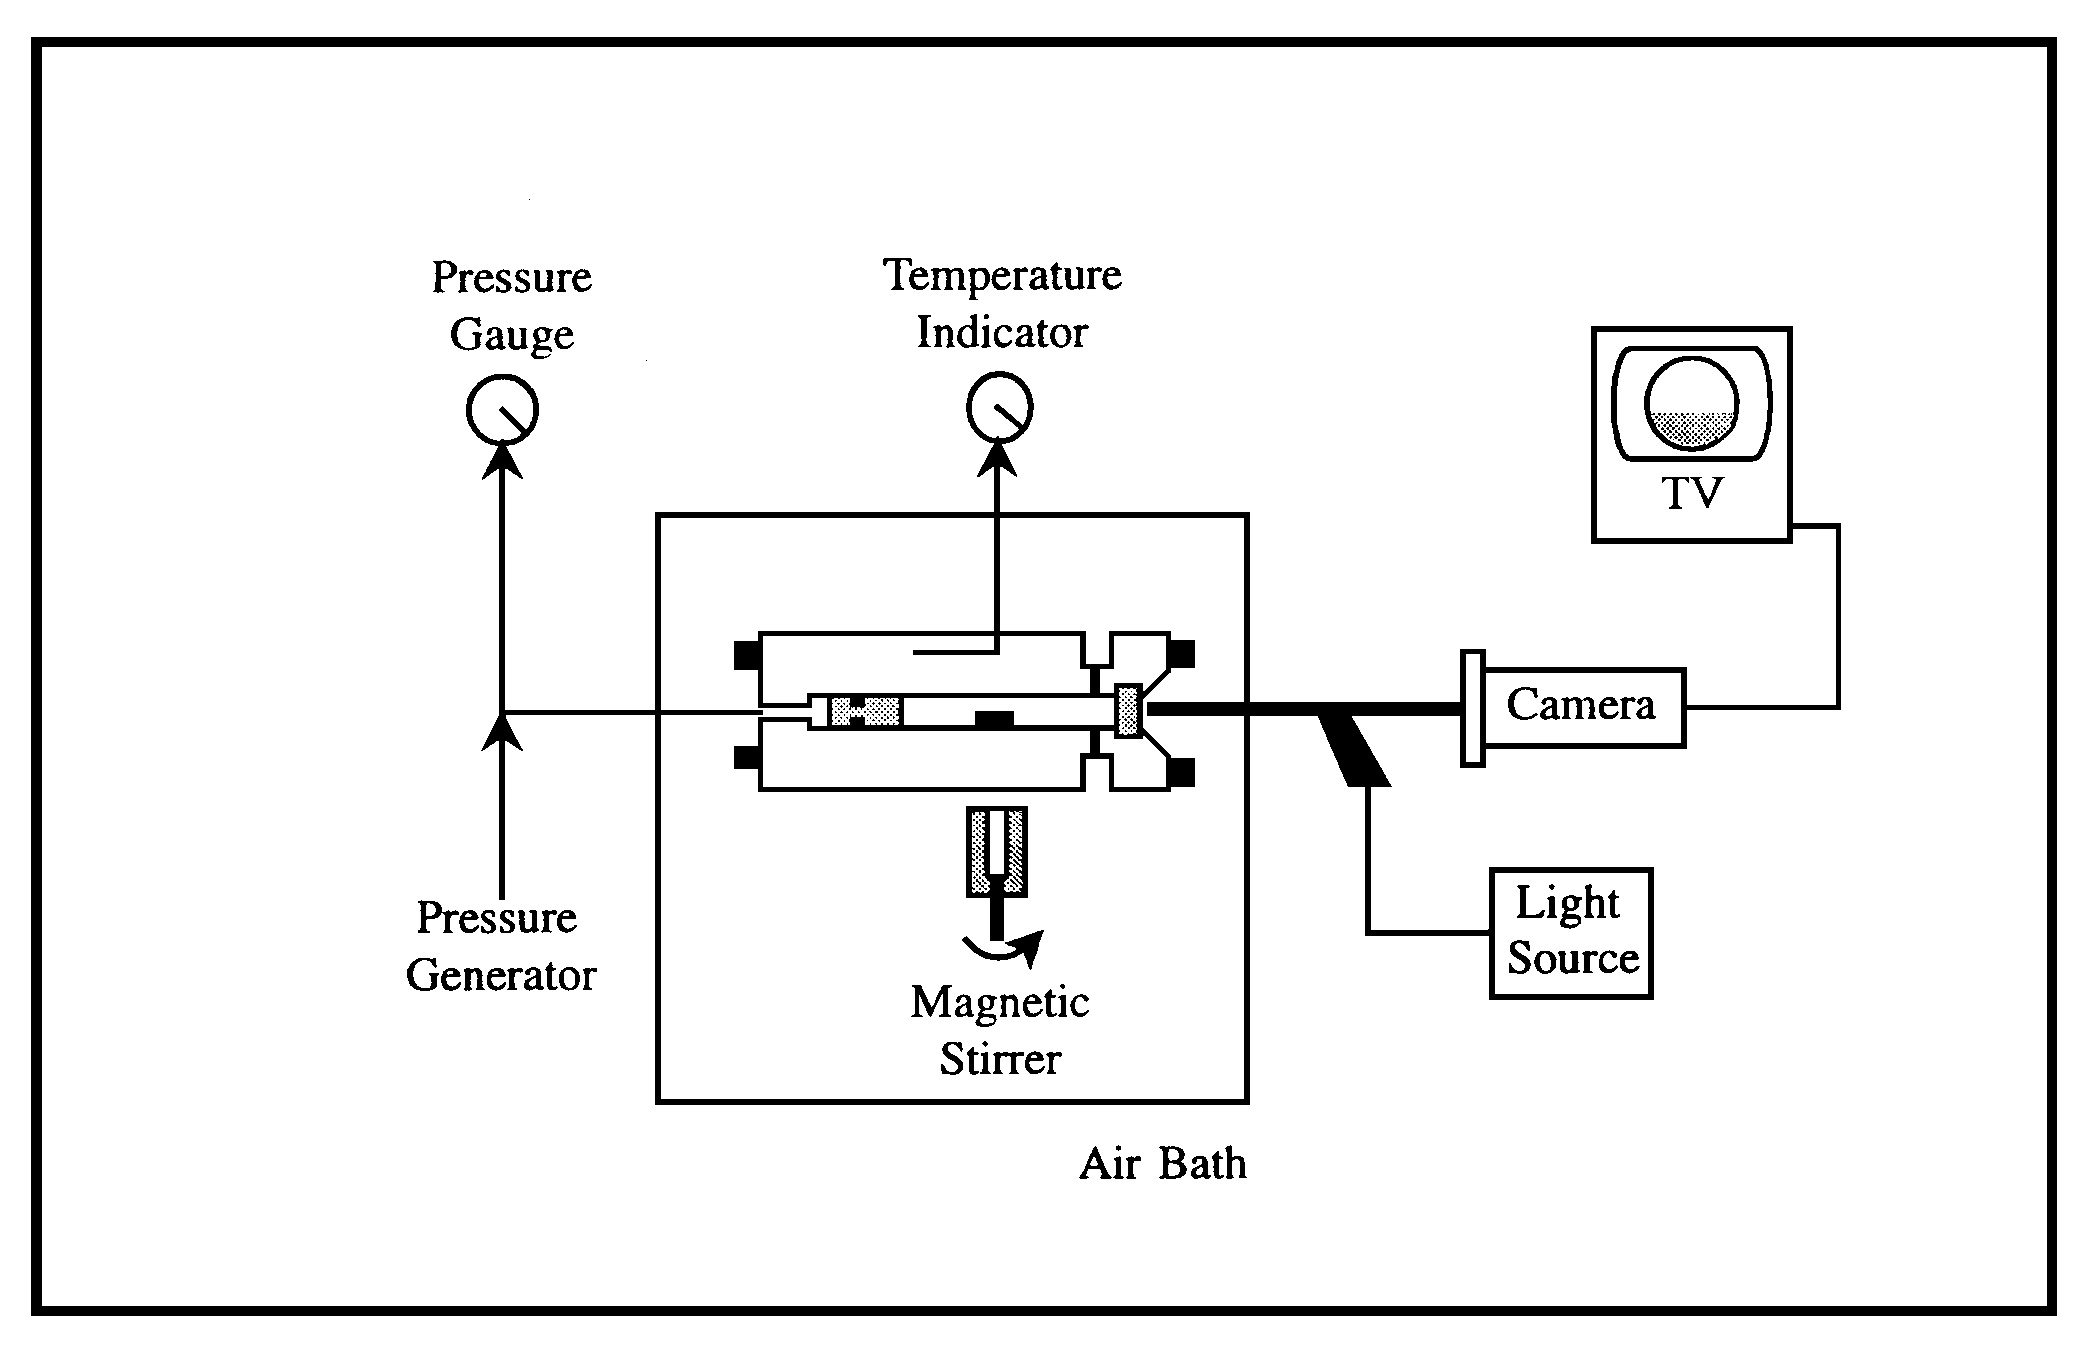 Pressure
Gauge
Temperature
Indicator
TV
Camera
Light
Source
Pressure
Generator
Magnetic
Stirrer
Air Bath